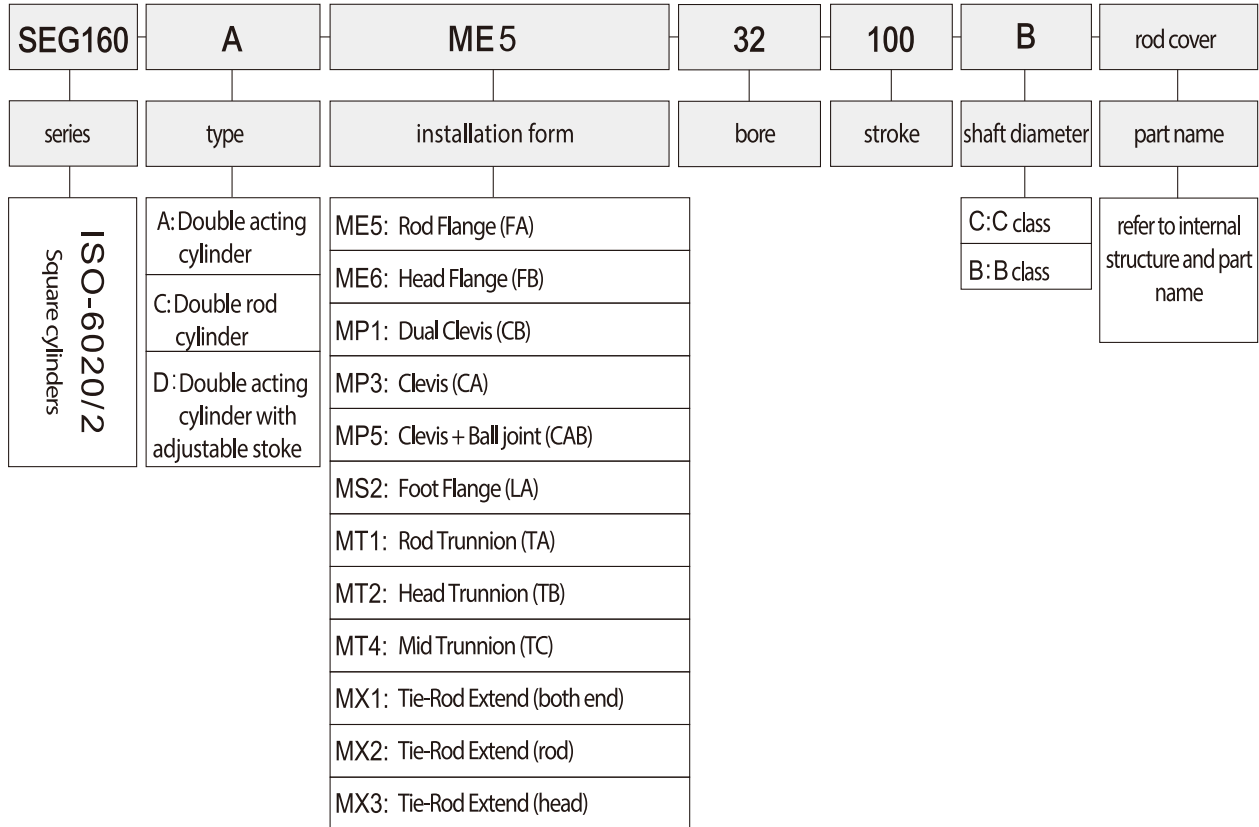 SEG160 A ME5 32 100 B rod cover
series type installation form bore stroke shaft diameter part name
ISO-6020/2
Square cylinders
A:Double acting
cylinder
C:Double rod
cylinder
D:Double acting
cylinder with
adjustable stoke
ME5: Rod Flange (FA)
ME6: Head Flange (FB)
MP1: Dual Clevis (CB)
MP3: Clevis (CA)
MP5: Clevis + Ball joint (CAB)
MS2: Foot Flange (LA)
MT1: Rod Trunnion (TA)
MT2: Head Trunnion (TB)
MT4: Mid Trunnion (TC)
MX1: Tie-Rod Extend (both end)
MX2: Tie-Rod Extend (rod)
MX3: Tie-Rod Extend (head)
C:C class
B:B class
refer to internal
structure and part
name